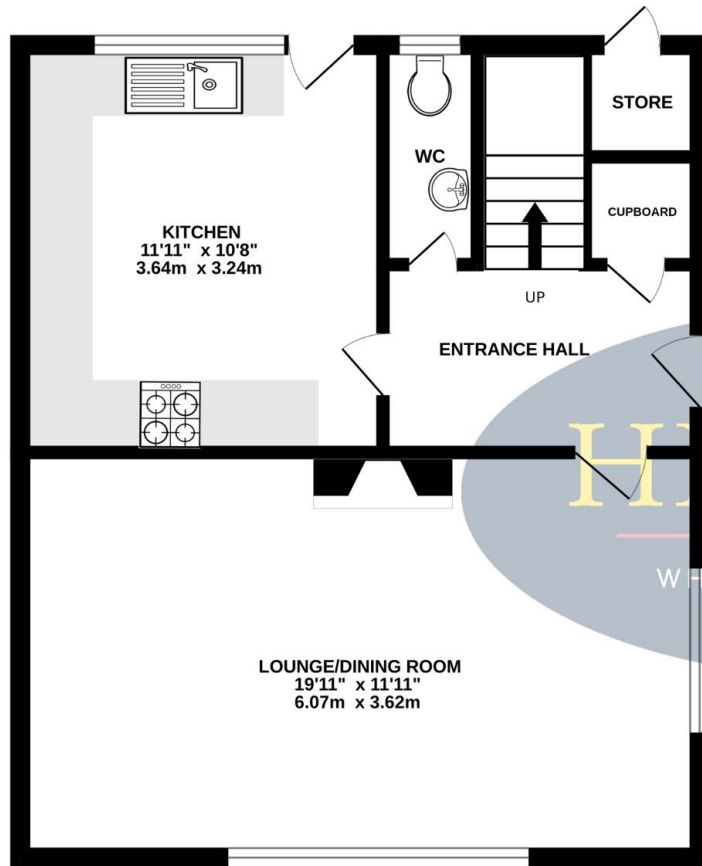 STORE
WC
CUPBOARD
KITCHEN
11'11" x 10'8"
3.64m x 3.24m
UP
ENTRANCE HALL
LOUNGE/DINING ROOM
19'11" x 11'11"
6.07m x 3.62m